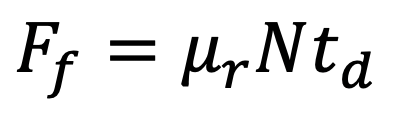 F_f = μ_r N t_d